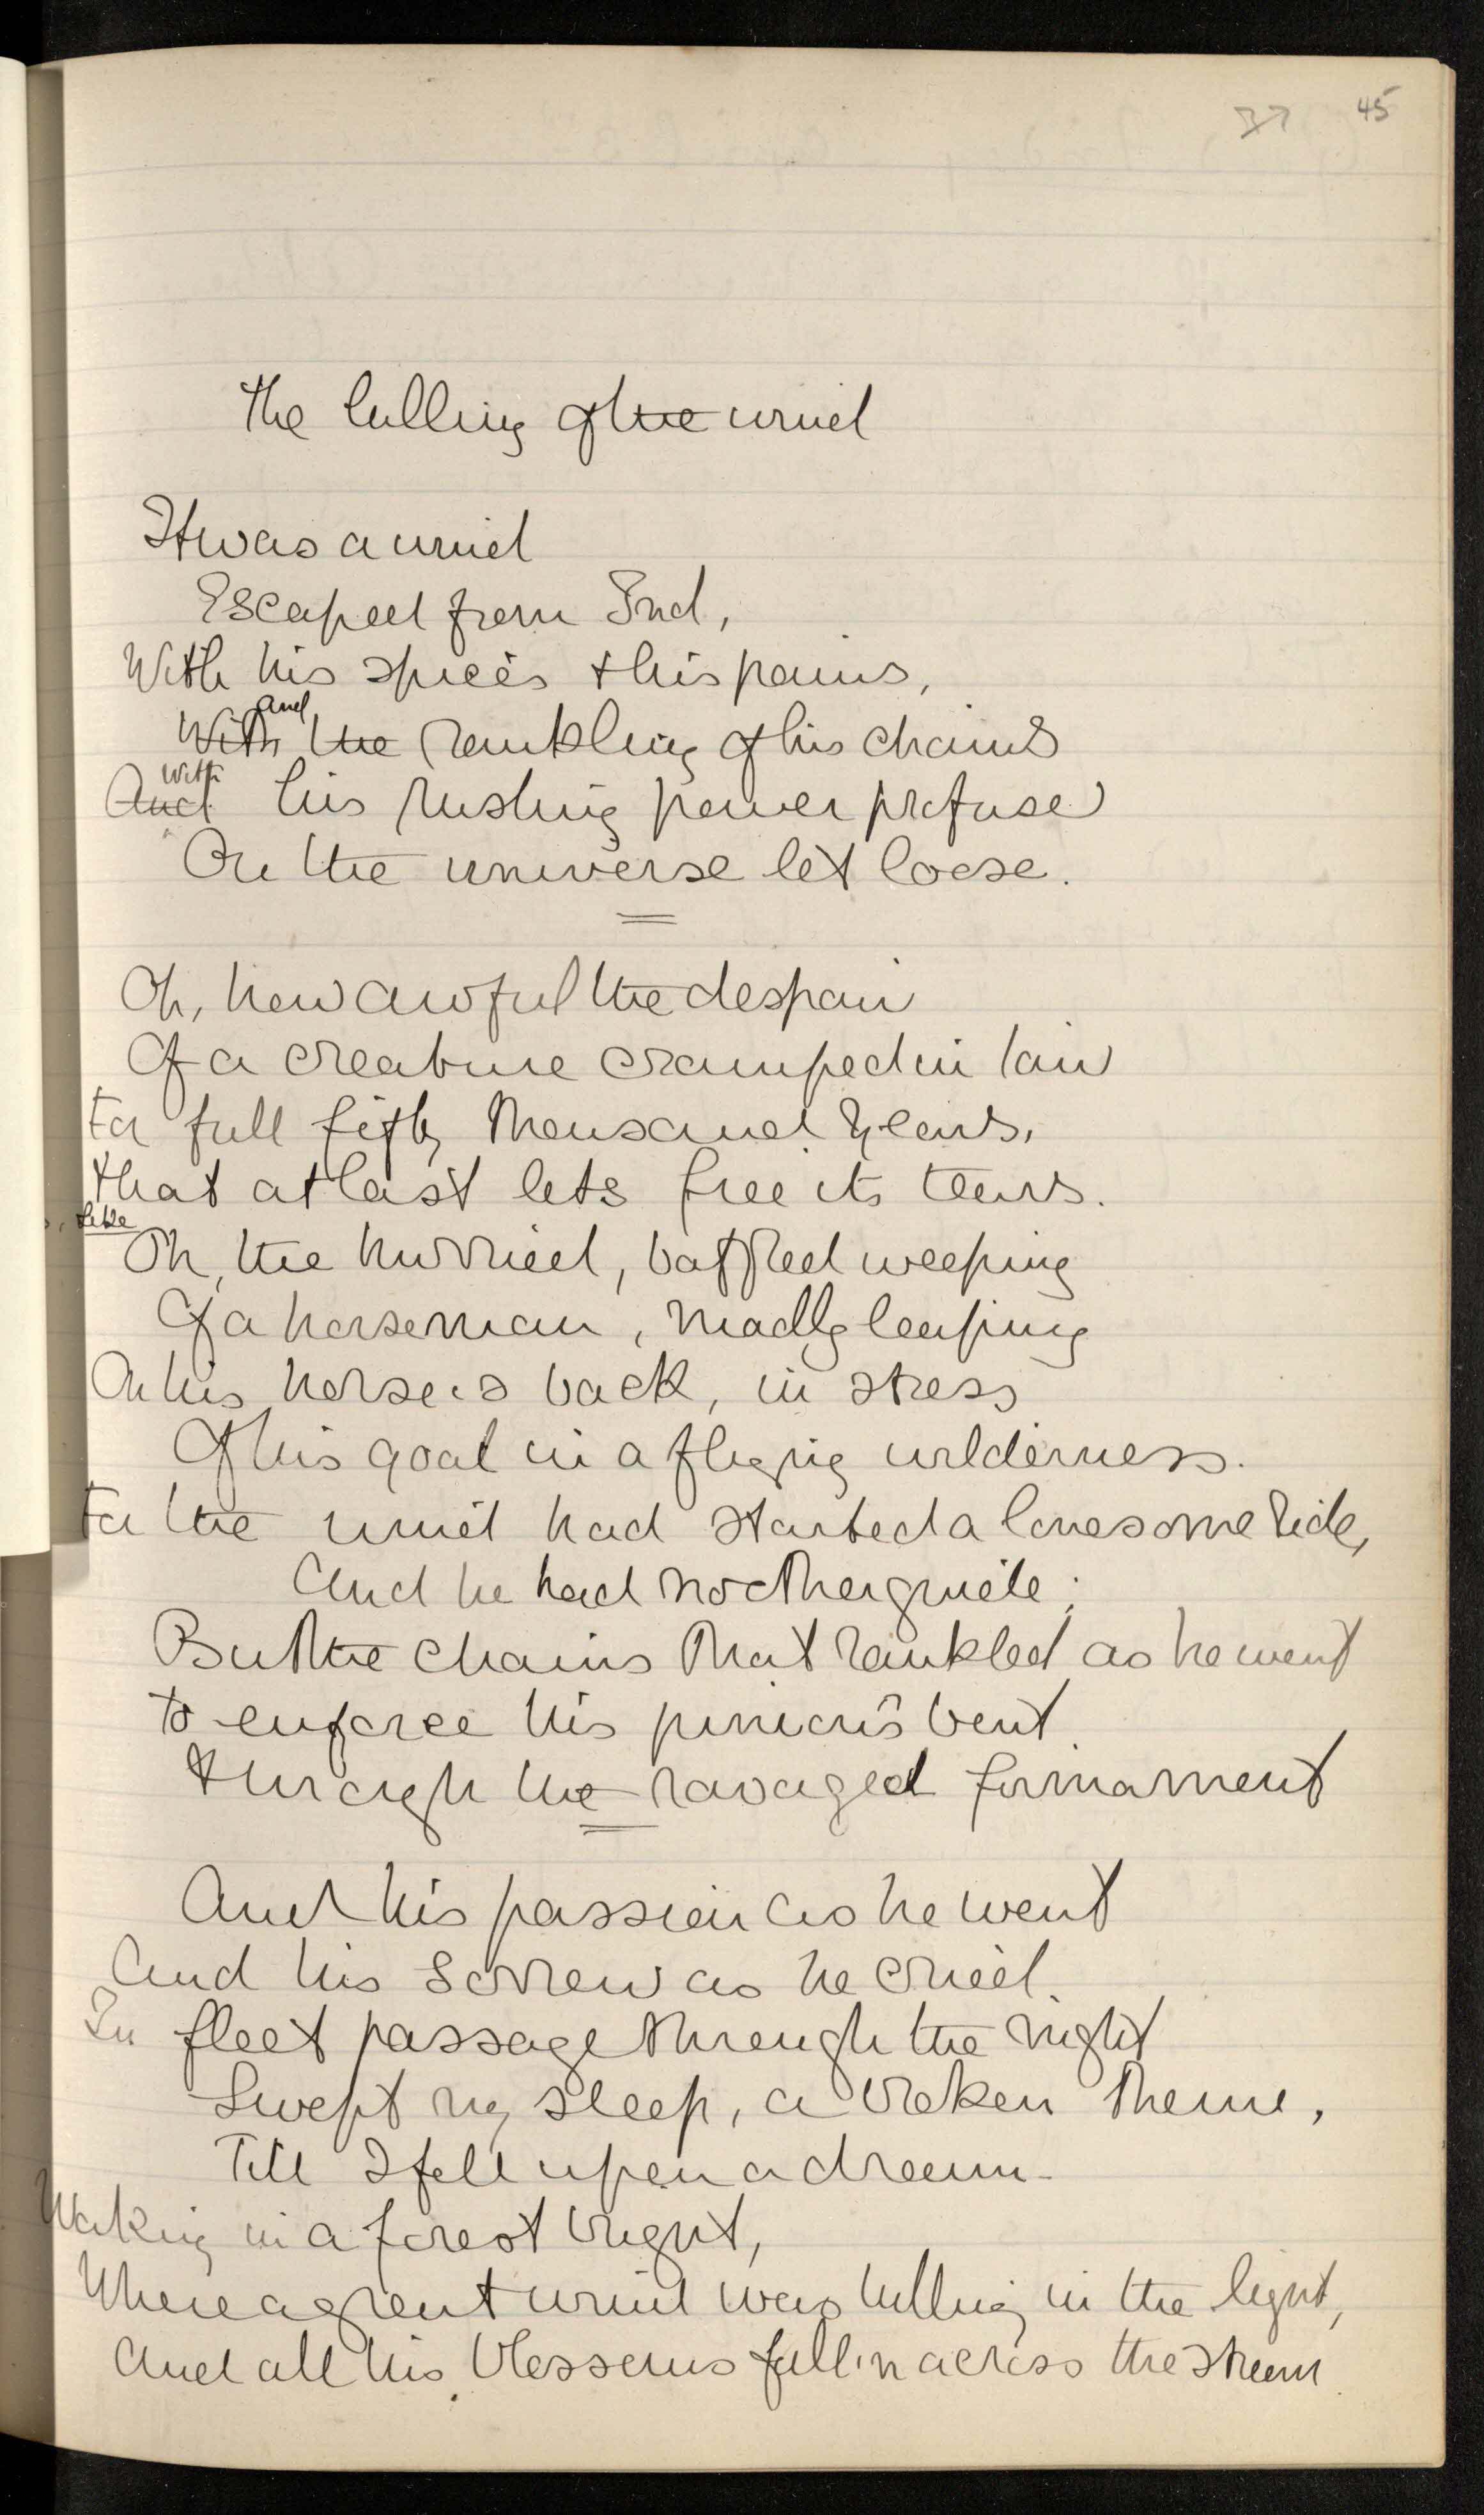 37 45
The lulling of the wind
It was a wind
Escaped from Ind,
With his spices & his pains,
and
With the rankling of his chains
With
And his rushing power profuse
On the universe let loose.
Oh, how awful the despair
Of a creature cramped in lair
For full fifty thousand years,
That at last lets free its tears.
like
Oh, the hurried, baffled weeping
Of a horseman, madly leaping
On his horse's back, in stress
Of his goal in a flying wilderness.
For the wind had started a lonesome ride,
And he had no other guide;
But the chains that rankled as he went
To enforce his pinion's bent
Through the ravaged firmament
And his passion as he went
And his sorrow as he cried
In fleet passage through the night
Swept my sleep, a broken theme,
Till I fell upon a dream -
Waking in a forest bright,
Where a great wind was lulling in the light,
And all his blossoms fall'n across the stream